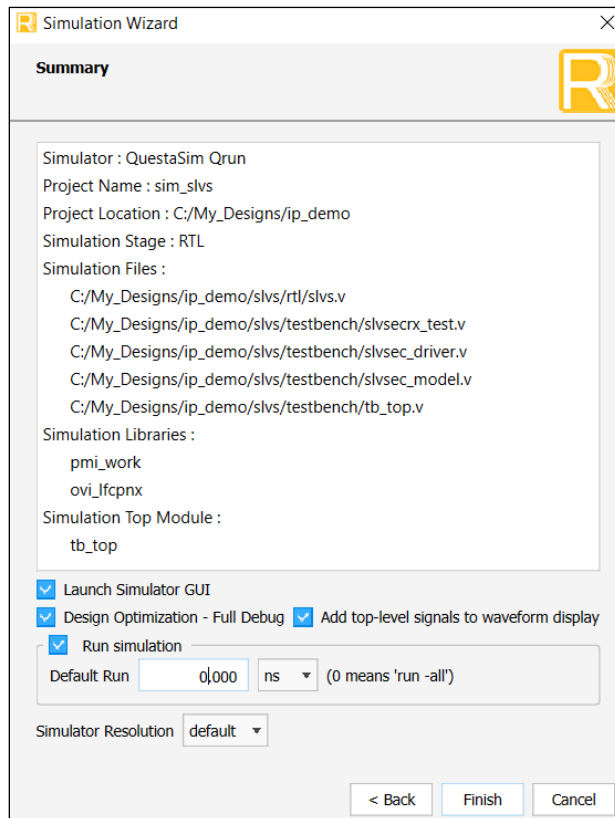 Simulation Wizard
Summary
Simulator : QuestaSim Qrun
Project Name : sim_slvs
Project Location : C:/My_Designs/ip_demo
Simulation Stage : RTL
Simulation Files :
C:/My_Designs/ip_demo/slvs/rtl/slvs.v
C:/My_Designs/ip_demo/slvs/testbench/slvsecrx_test.v
C:/My_Designs/ip_demo/slvs/testbench/slvsec_driver.v
C:/My_Designs/ip_demo/slvs/testbench/slvsec_model.v
C:/My_Designs/ip_demo/slvs/testbench/tb_top.v
Simulation Libraries :
pmi_work
ovi_lfcpnx
Simulation Top Module :
tb_top
Launch Simulator GUI
Design Optimization - Full Debug Add top-level signals to waveform display
Run simulation
Default Run 0.000 ns (0 means 'run -all')
Simulator Resolution default
< Back Finish Cancel